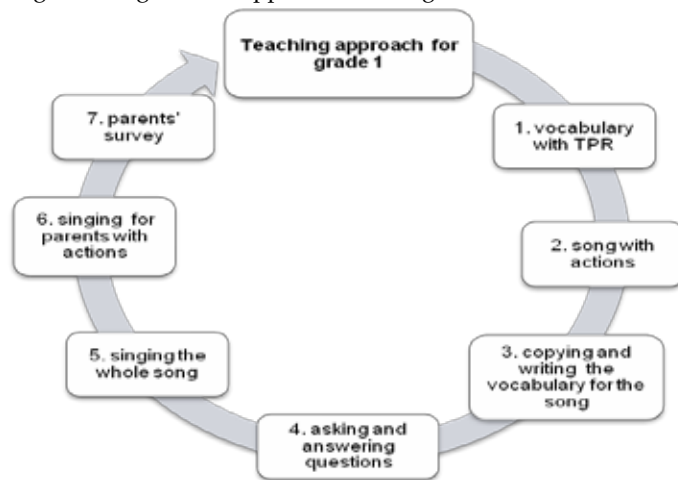 Teaching approach for
grade 1
1. vocabulary
with TPR
2. song with
actions
3. copying and
writing the
vocabulary for the
song
4. asking and
answering
questions
5. singing the
whole song
6. singing for
parents with
actions
7. parents'
survey